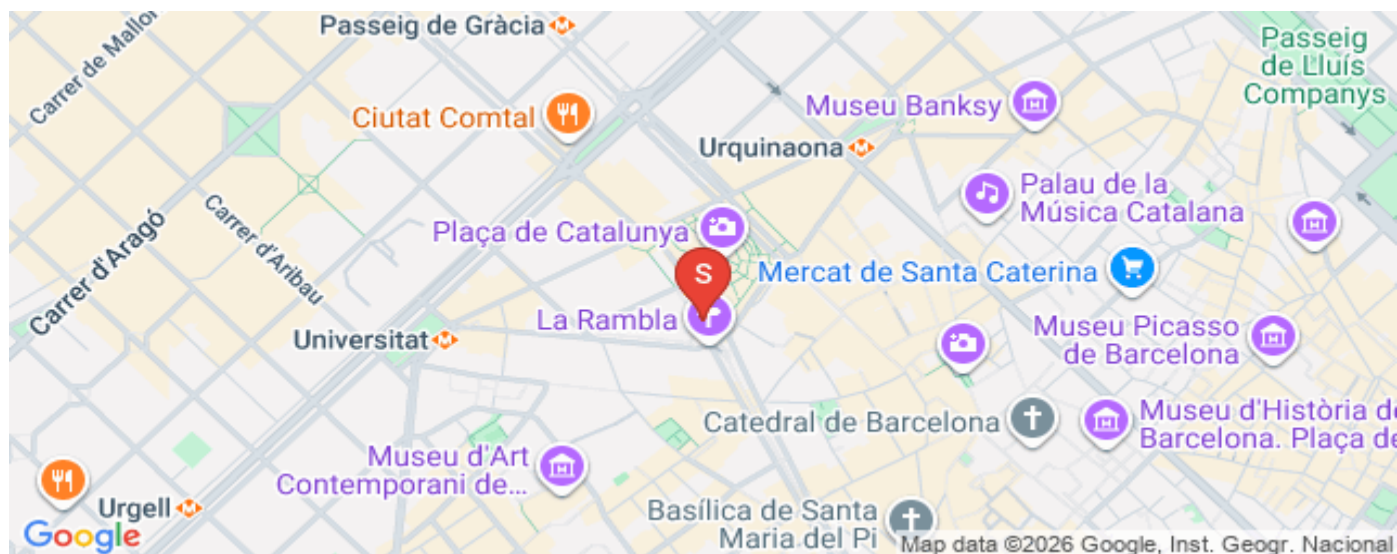 Passeig de Gràcia
Carrer de Mallor
Passeig
de Lluís
Companys
Ciutat Comtal
Museu Banksy
Urquinaona
Palau de la
Música Catalana
Carrer d'Aragó
Carrer d'Aribau
Plaça de Catalunya
S
Mercat de Santa Caterina
La Rambla
Universitat
Museu Picasso
de Barcelona
Catedral de Barcelona
Museu d'Història de
Barcelona. Plaça de
Museu d'Art
Contemporani de...
Urgell
Basílica de Santa
Maria del Pi
Google
Map data ©2026 Google, Inst. Geogr. Nacional